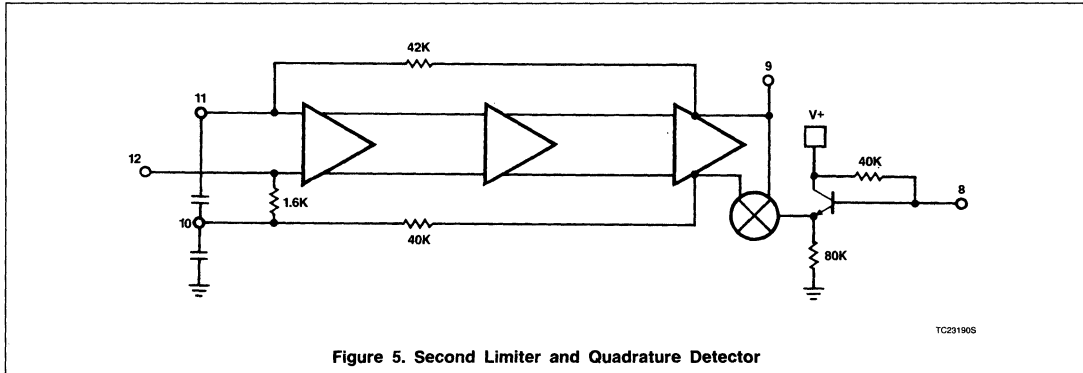 42K
9
11
V+
12
40K
8
1.6K
10
40K
80K
TC23190S
Figure 5. Second Limiter and Quadrature Detector